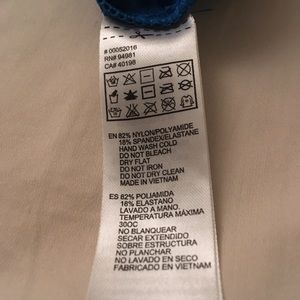 # 00052016
RN# 94981
CA# 40198
EN 82% NYLON/POLYAMIDE
18% SPANDEX/ELASTANE
HAND WASH COLD
DO NOT BLEACH
DRY FLAT
DO NOT IRON
DO NOT DRY CLEAN
MADE IN VIETNAM
ES 82% POLIAMIDA
18% ELASTANO
LAVADO A MANO.
TEMPERATURA MÁXIMA
30OC
NO BLANQUEAR
SECAR EXTENDIDO
SOBRE ESTRUCTURA
NO PLANCHAR
NO LAVADO EN SECO
FABRICADO EN VIETNAM